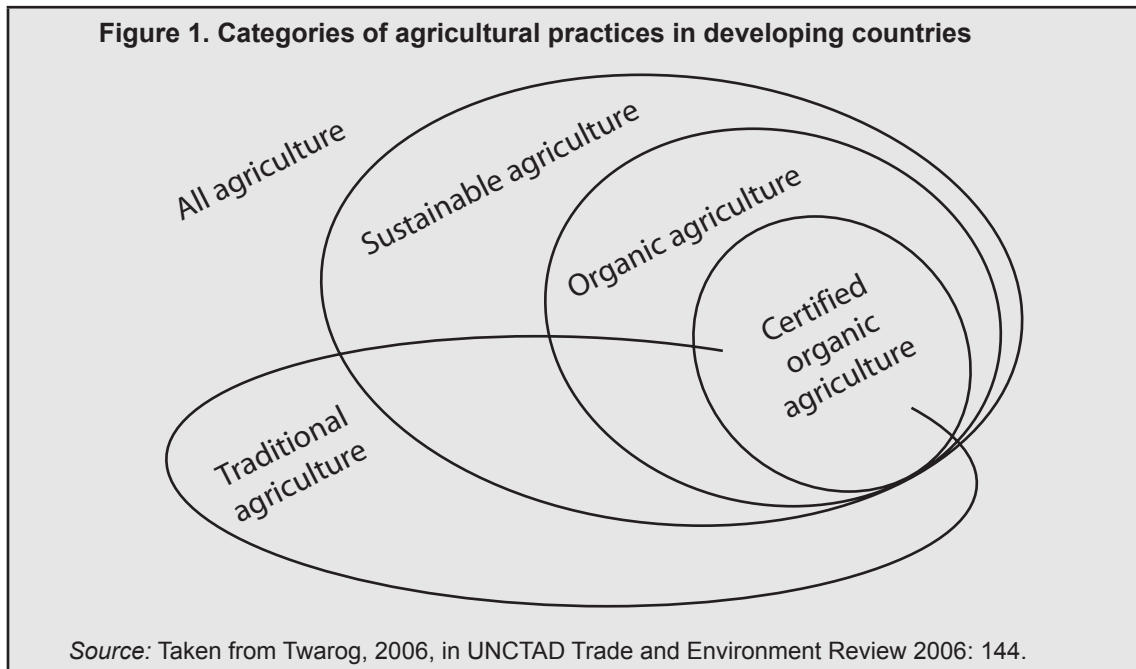 Figure 1. Categories of agricultural practices in developing countries
All agriculture
Sustainable agriculture
Organic agriculture
Certified
organic
agriculture
Traditional
agriculture
Source: Taken from Twarog, 2006, in UNCTAD Trade and Environment Review 2006: 144.